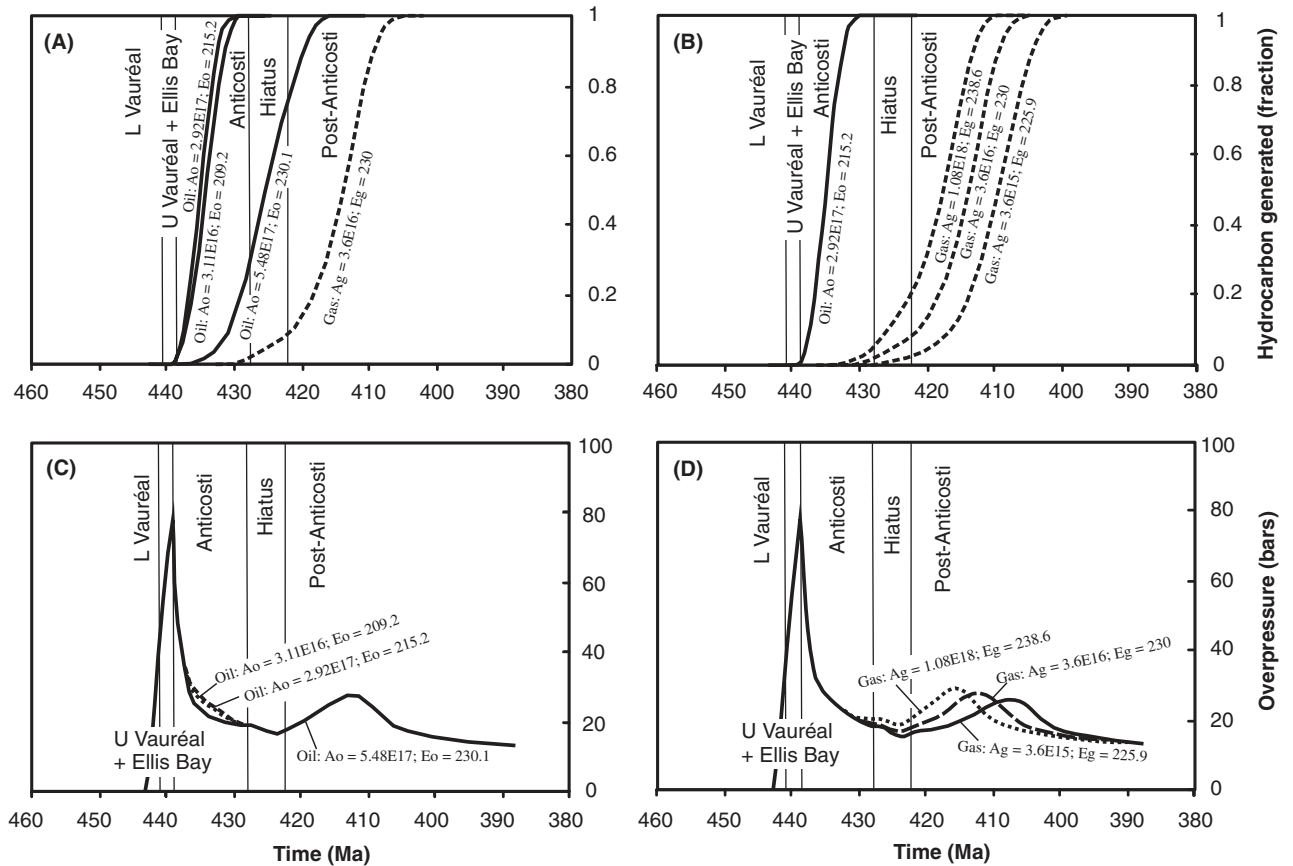 (A)
L Vauréal
U Vauréal + Ellis Bay
Oil: Ao = 2.92E17; Eo = 215.2
Oil: Ao = 3.11E16; Eo = 209.2
Anticosti
Hiatus
Oil: Ao = 5.48E17; Eo = 230.1
Post-Anticosti
Gas: Ag = 3.6E16; Eg = 230
1
0.8
0.6
0.4
0.2
0
460 450 440 430 420 410 400 390 380
(B)
L Vauréal
U Vauréal + Ellis Bay
Anticosti
Oil: Ao = 2.92E17; Eo = 215.2
Hiatus
Post-Anticosti
Gas: Ag = 1.08E18; Eg = 238.6
Gas: Ag = 3.6E16; Eg = 230
Gas: Ag = 3.6E15; Eg = 225.9
1
0.8
0.6
0.4
0.2
0
Hydrocarbon generated (fraction)
460 450 440 430 420 410 400 390 380
(C)
L Vauréal
Anticosti
Hiatus
Post-Anticosti
Oil: Ao = 3.11E16; Eo = 209.2
Oil: Ao = 2.92E17; Eo = 215.2
U Vauréal
+ Ellis Bay
Oil: Ao = 5.48E17; Eo = 230.1
100
80
60
40
20
0
460 450 440 430 420 410 400 390 380
Time (Ma)
(D)
L Vauréal
Anticosti
Hiatus
Post-Anticosti
Gas: Ag = 1.08E18; Eg = 238.6
Gas: Ag = 3.6E16; Eg = 230
U Vauréal
+ Ellis Bay
Gas: Ag = 3.6E15; Eg = 225.9
100
80
60
40
20
0
Overpressure (bars)
460 450 440 430 420 410 400 390 380
Time (Ma)